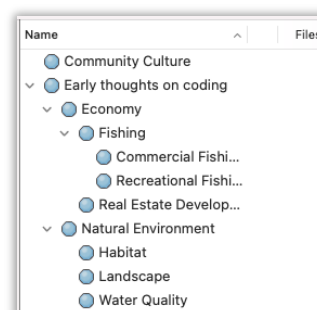 Name Files
Community Culture
Early thoughts on coding
Economy
Fishing
Commercial Fishi...
Recreational Fishi...
Real Estate Develop...
Natural Environment
Habitat
Landscape
Water Quality